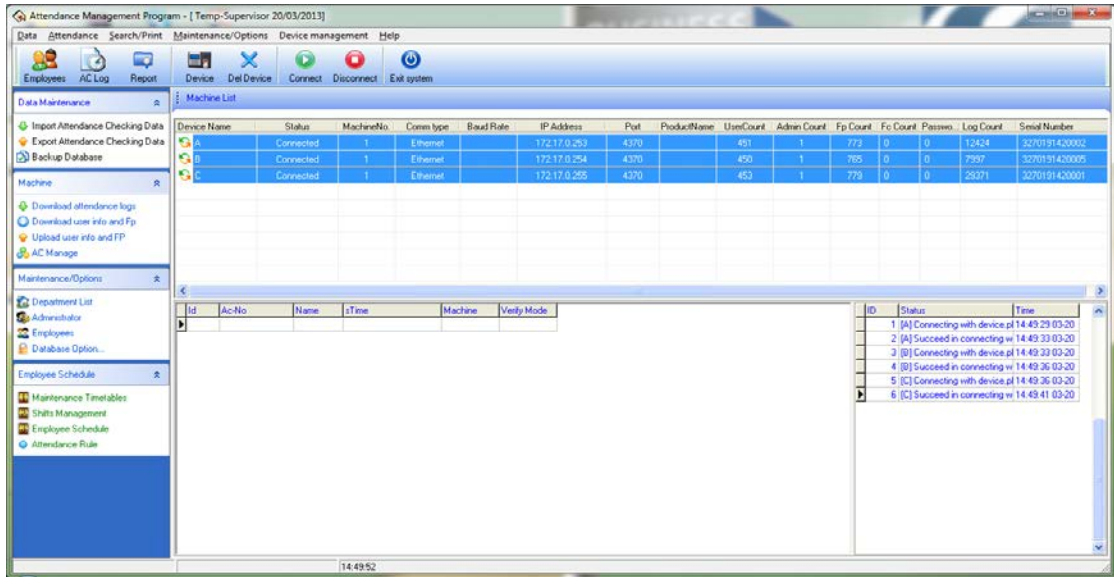 Attendance Management Program - [ Temp-Supervisor 20/03/2013]
Data Attendance Search/Print Maintenance/Options Device management Help
Employees AC Log Report Device Del Device Connect Disconnect Exit system
Data Maintenance
Import Attendance Checking Data
Export Attendance Checking Data
Backup Database
Machine
Download attendance logs
Download user info and Fp
Upload user info and FP
AC Manage
Maintenance/Options
Department List
Administrator
Employees
Database Option...
Employee Schedule
Maintenance Timetables
Shifts Management
Employee Schedule
Attendance Rule
Machine List
Device Name Status MachineNo. Comm type Baud Rate IP Address Port ProductName UserCount Admin Count Fp Count Fc Count Passwo... Log Count Serial Number
A Connected 1 Ethernet 172.17.0.253 4370 451 1 773 0 0 12424 3270191420002
B Connected 1 Ethernet 172.17.0.254 4370 450 1 765 0 0 7997 3270191420005
C Connected 1 Ethernet 172.17.0.255 4370 453 1 779 0 0 29371 3270191420001
Id Ac-No Name sTime Machine Verify Mode
ID Status Time
1 [A] Connecting with device,pl 14:49:29 03-20
2 [A] Succeed in connecting w 14:49:33 03-20
3 [B] Connecting with device,pl 14:49:33 03-20
4 [B] Succeed in connecting w 14:49:36 03-20
5 [C] Connecting with device,pl 14:49:36 03-20
6 [C] Succeed in connecting w 14:49:41 03-20
14:49:52